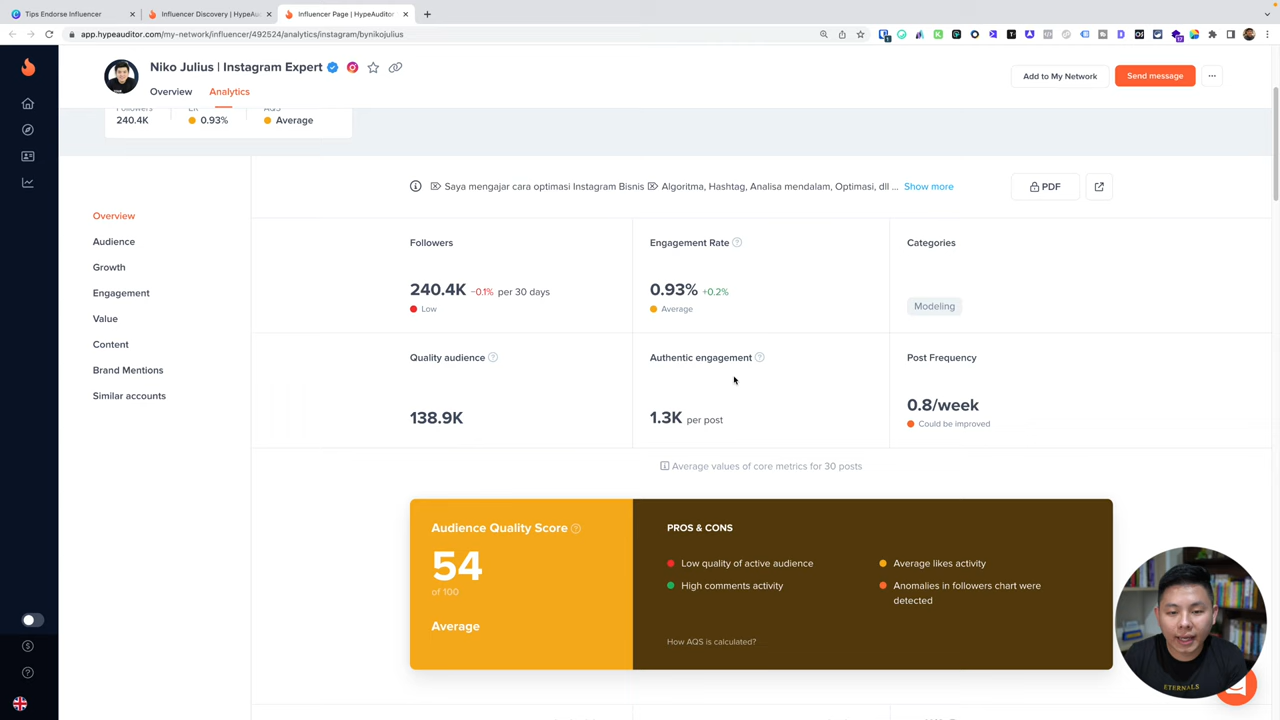 Tips Endorse Influencer
Influencer Discovery | HypeAu
Influencer Page | HypeAuditor
app.hypeauditor.com/my-network/influencer/492524/analytics/instagram/bynikojulius
Niko Julius | Instagram Expert
Add to My Network
Send message
Overview
Analytics
240.4K
0.93%
Average
Saya mengajar cara optimasi Instagram Bisnis
Algoritma, Hashtag, Analisa mendalam, Optimasi, dll ...
Show more
PDF
Overview
Audience
Growth
Engagement
Value
Content
Brand Mentions
Similar accounts
Followers
240.4K −0.1% per 30 days
Low
Engagement Rate
0.93% +0.2%
Average
Categories
Modeling
Quality audience
138.9K
Authentic engagement
1.3K per post
Post Frequency
0.8/week
Could be improved
Average values of core metrics for 30 posts
Audience Quality Score
54
of 100
Average
PROS & CONS
Low quality of active audience
High comments activity
Average likes activity
Anomalies in followers chart were
detected
How AQS is calculated?
ETERNALS